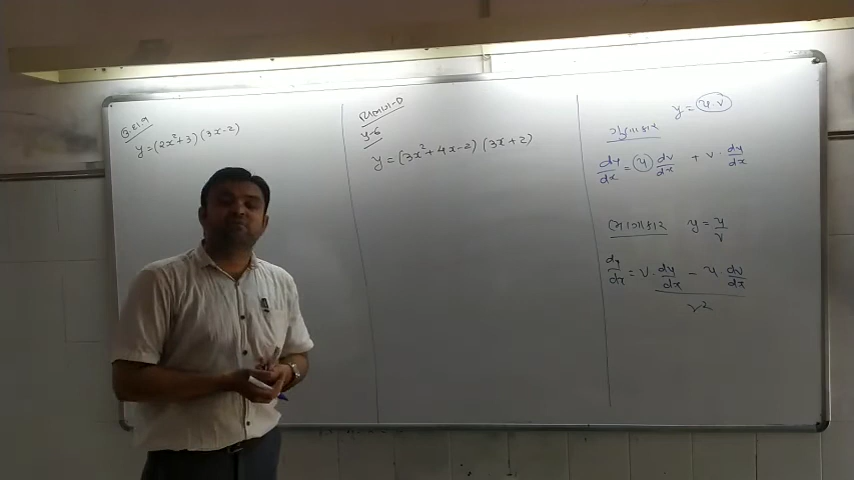 ઉ.દા.9
y = (2x²+3)(3x-2)
વિભાગ-D
પ્ર-6
y = (3x²+4x-2)(3x+2)
y = u·v
ગુણાકાર
dy/dx = u dv/dx + v · du/dx
ભાગાકાર y = u/v
dy/dx = v · du/dx - u · dv/dx
v²